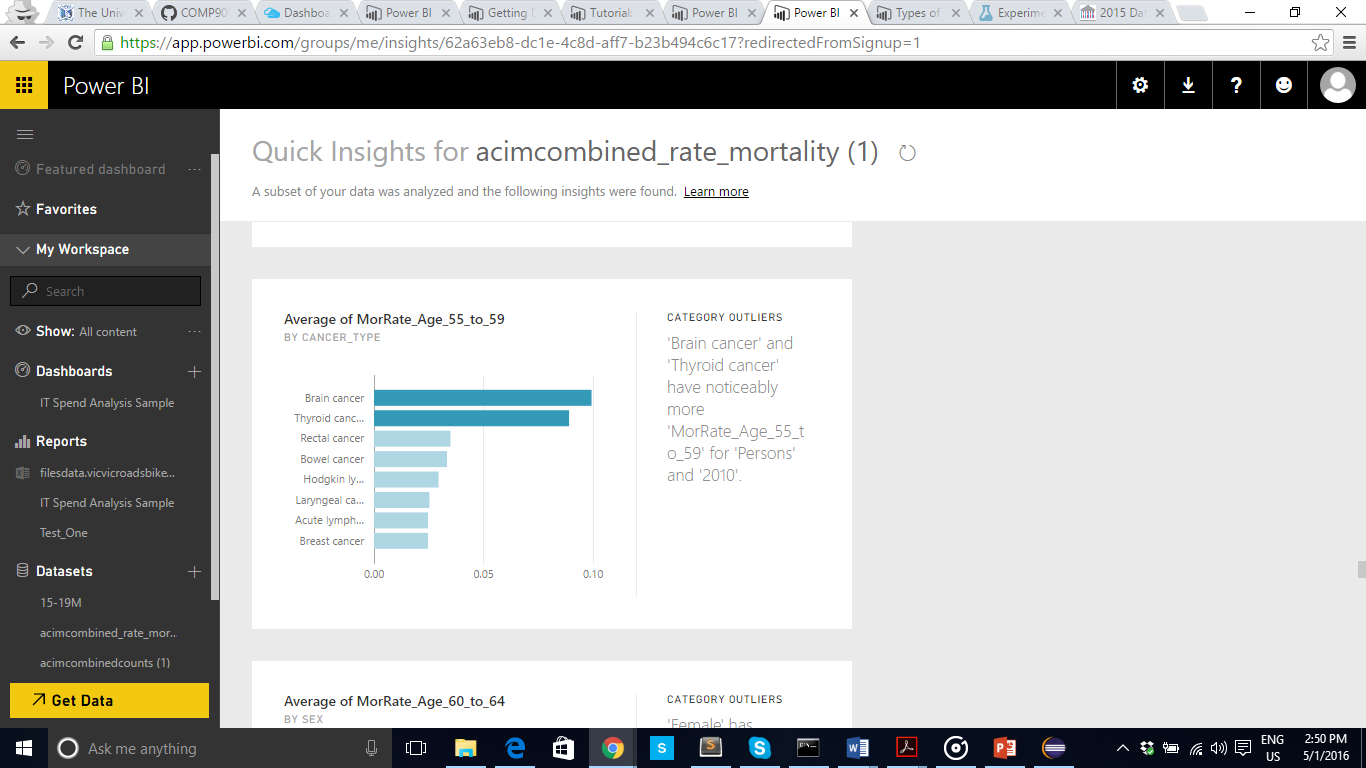 The Unive
COMP90
Dashboa
Power BI
Getting D
Tutorial
Power BI
Power BI
Types of
Experime
2015 Dat
https://app.powerbi.com/groups/me/insights/62a63eb8-dc1e-4c8d-aff7-b23b494c6c17?redirectedFromSignup=1
Power BI
?
Featured dashboard ...
Favorites
My Workspace
Search
Show: All content ...
Dashboards +
IT Spend Analysis Sample
Reports
filesdata.vicvicroadsbike...
IT Spend Analysis Sample
Test_One
Datasets +
15-19M
acimcombined_rate_mor...
acimcombinedcounts (1)
Get Data
Quick Insights for acimcombined_rate_mortality (1)
A subset of your data was analyzed and the following insights were found. Learn more
Average of MorRate_Age_55_to_59
BY CANCER_TYPE
Brain cancer
Thyroid canc...
Rectal cancer
Bowel cancer
Hodgkin ly...
Laryngeal ca...
Acute lymph...
Breast cancer
0.00 0.05 0.10
CATEGORY OUTLIERS
'Brain cancer' and
'Thyroid cancer'
have noticeably
more
'MorRate_Age_55_t
o_59' for 'Persons'
and '2010'.
Average of MorRate_Age_60_to_64
BY SEX
CATEGORY OUTLIERS
'Female' has
Ask me anything
ENG
US
2:50 PM
5/1/2016